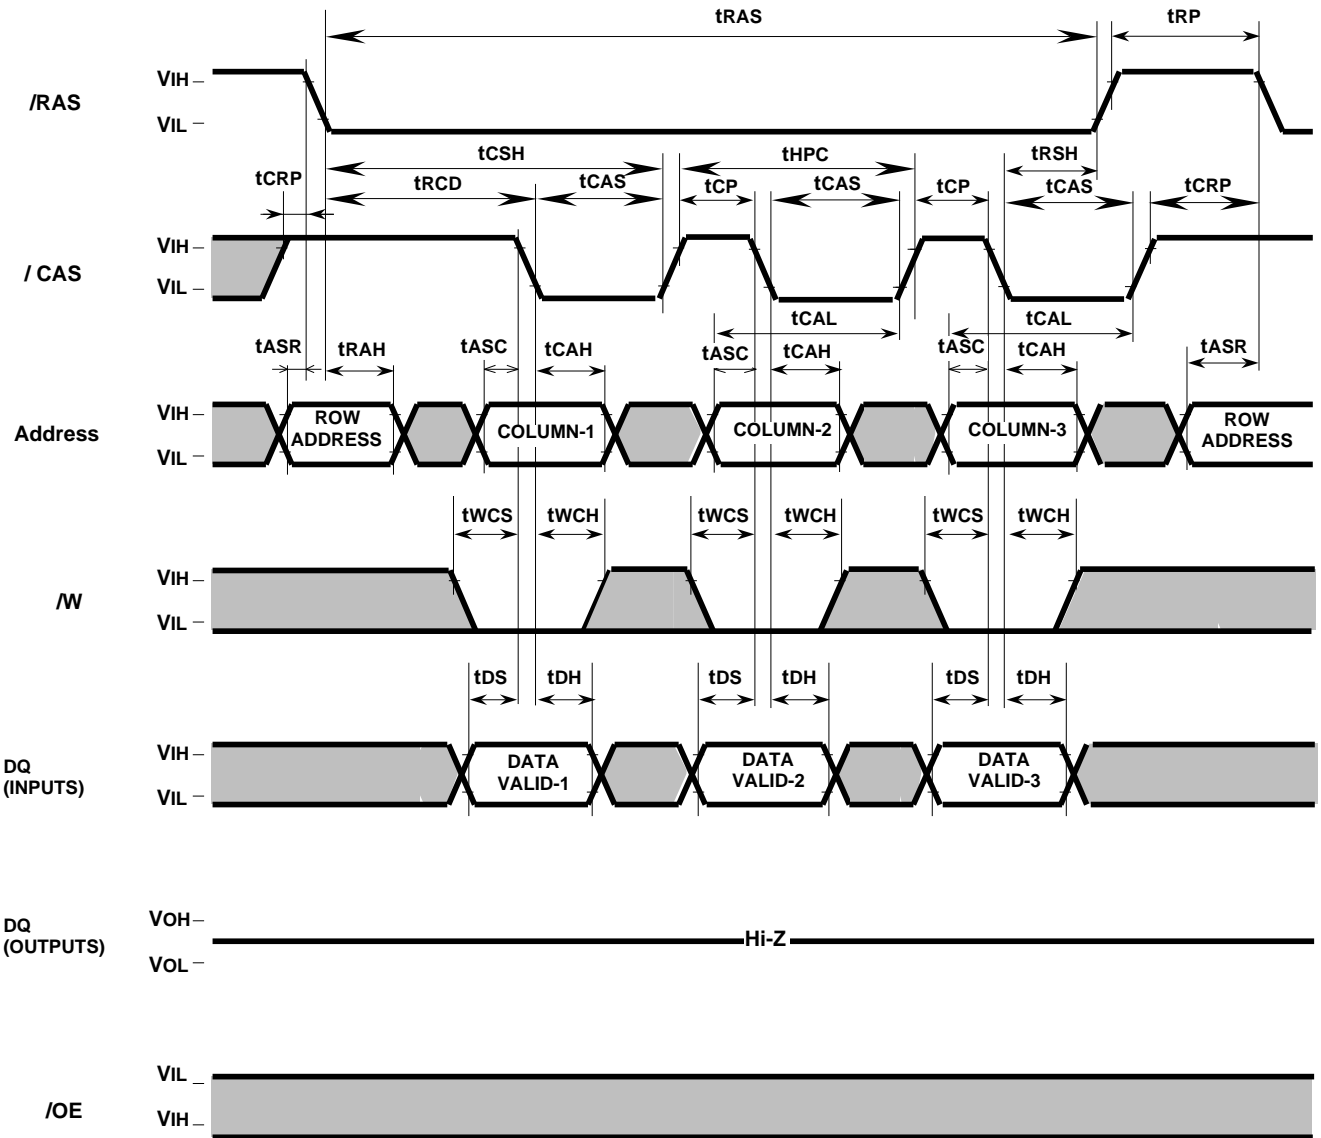 tRAS tRP
VIH
/RAS
VIL
tCSH tHPC tRSH
tCRP tRCD tCAS tCP tCAS tCP tCAS tCRP
VIH
/ CAS
VIL
tCAL tCAL
tASR tRAH tASC tCAH tASC tCAH tASC tCAH tASR
VIH
Address
VIL
ROW
ADDRESS
COLUMN-1
COLUMN-2
COLUMN-3
ROW
ADDRESS
tWCS tWCH tWCS tWCH tWCS tWCH
VIH
/W
VIL
tDS tDH tDS tDH tDS tDH
DQ
(INPUTS)
VIH
VIL
DATA
VALID-1
DATA
VALID-2
DATA
VALID-3
DQ
(OUTPUTS)
VOH
Hi-Z
VOL
VIL
/OE
VIH